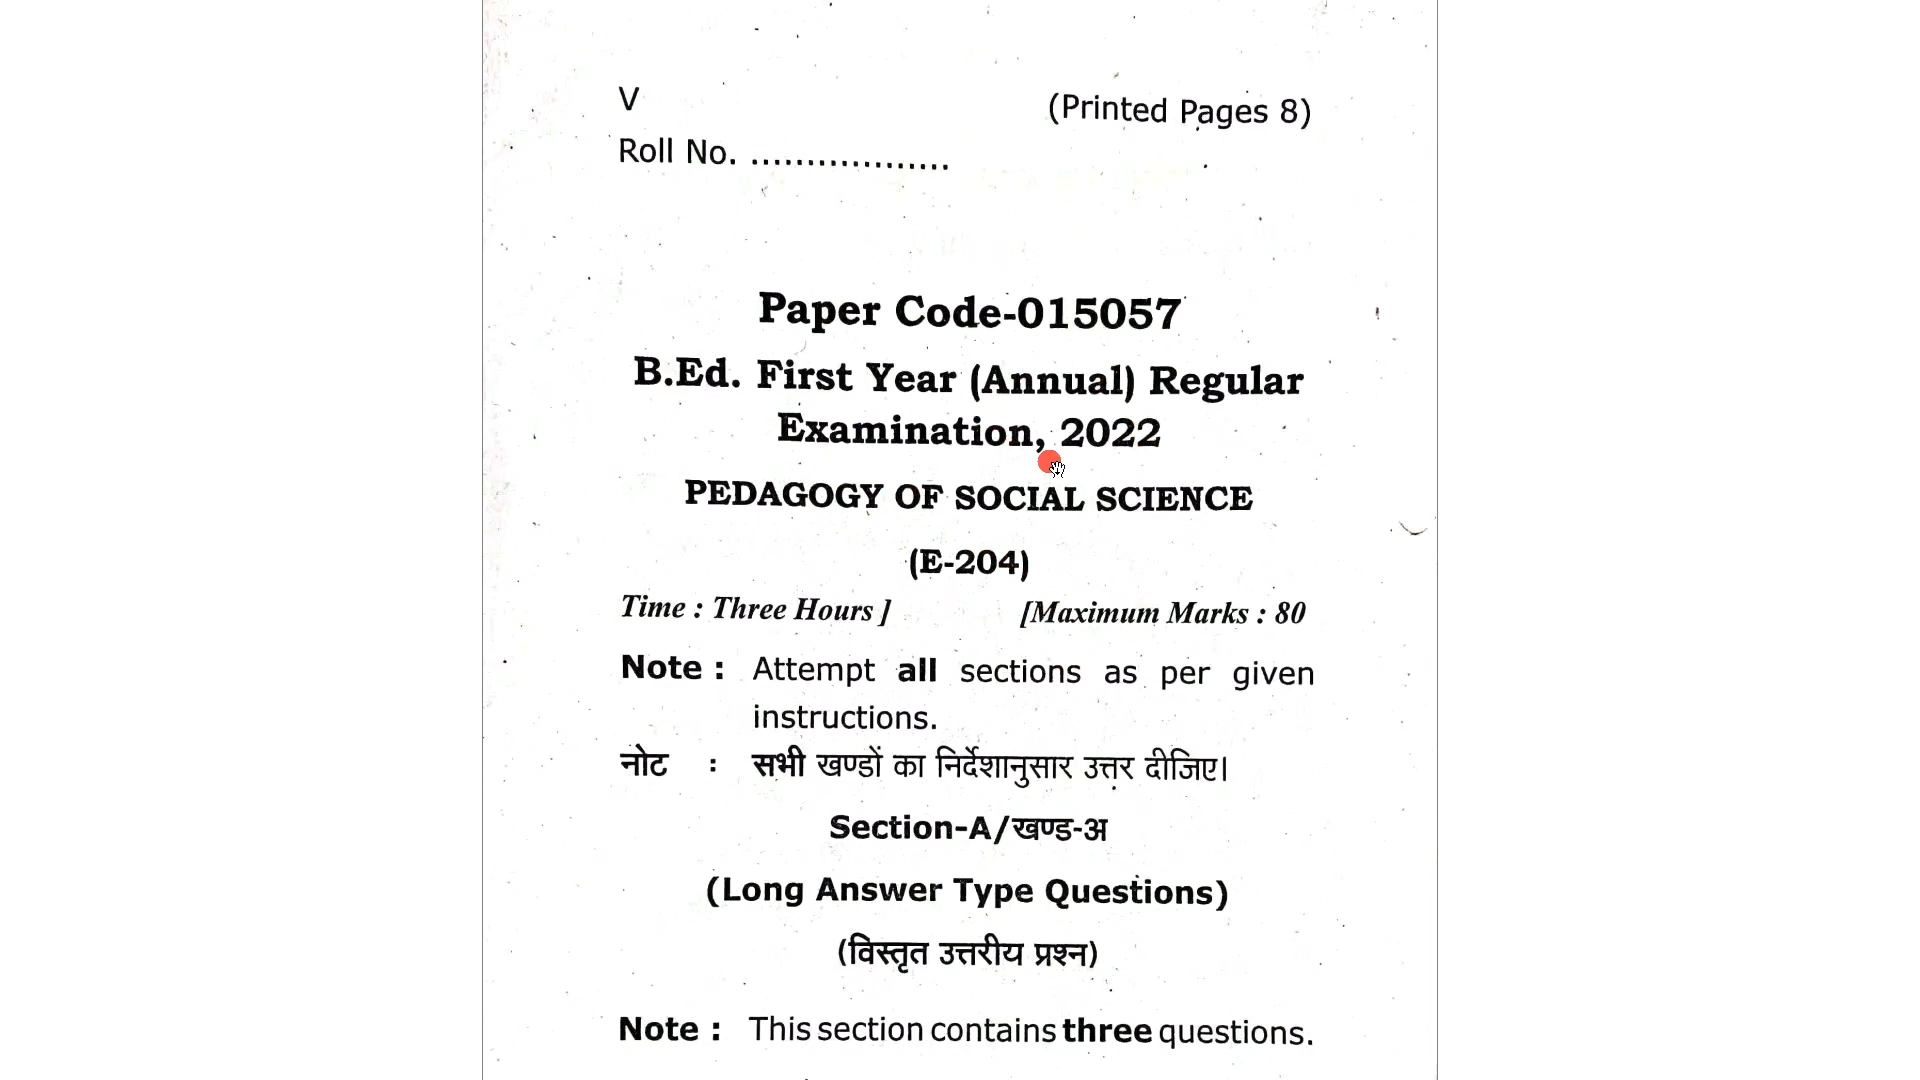 V
(Printed Pages 8)
Roll No. ...................
Paper Code-015057
B.Ed. First Year (Annual) Regular
Examination, 2022
PEDAGOGY OF SOCIAL SCIENCE
(E-204)
Time : Three Hours ] [Maximum Marks : 80
Note : Attempt all sections as per given
instructions.
नोट : सभी खण्डों का निर्देशानुसार उत्तर दीजिए।
Section-A/खण्ड-अ
(Long Answer Type Questions)
(विस्तृत उत्तरीय प्रश्न)
Note : This section contains three questions.